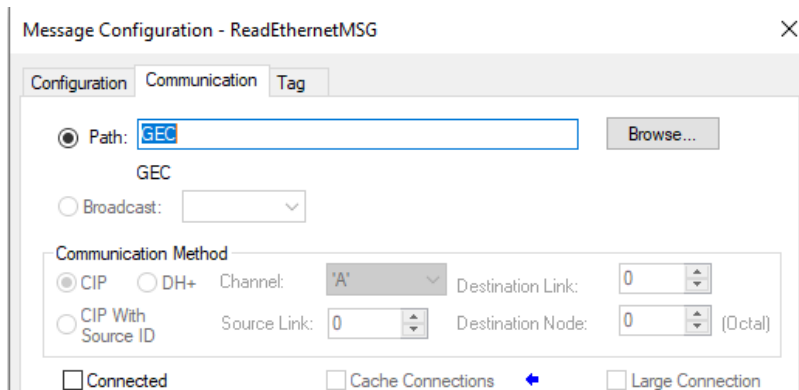 Message Configuration - ReadEthernetMSG
Configuration Communication Tag
Path: GEC Browse...
GEC
Broadcast:
Communication Method
CIP DH+ Channel: 'A' Destination Link: 0
CIP With Source ID Source Link: 0 Destination Node: 0 (Octal)
Connected Cache Connections Large Connection